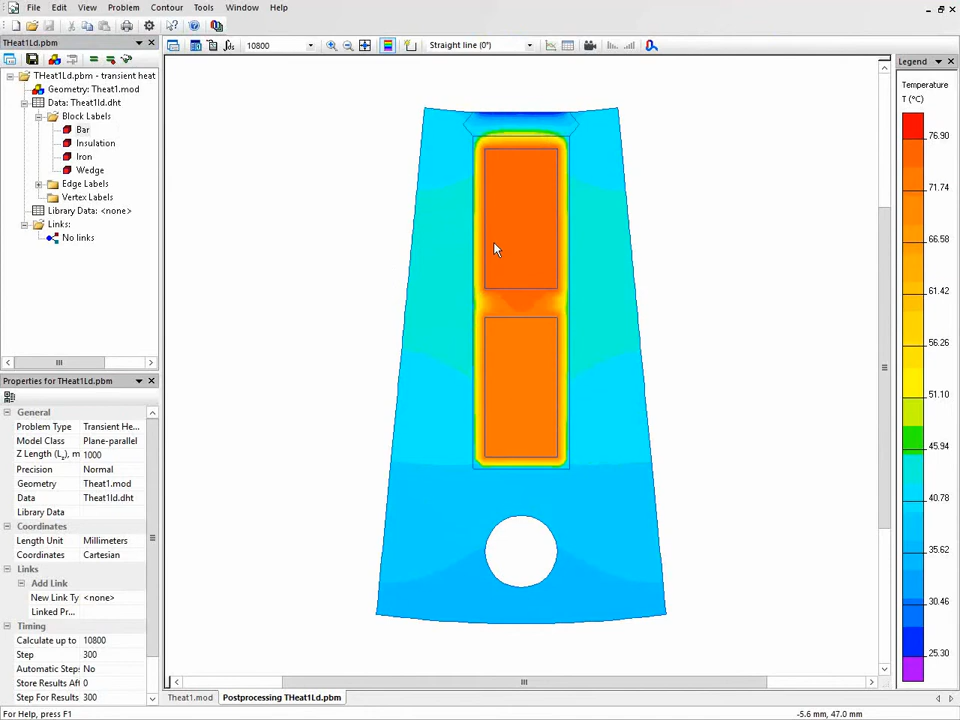 File Edit View Problem Contour Tools Window Help
10800 Straight line (0°)
THeat1Ld.pbm
THeat1Ld.pbm - transient heat
Geometry: Theat1.mod
Data: Theat1ld.dht
Block Labels
Bar
Insulation
Iron
Wedge
Edge Labels
Vertex Labels
Library Data: <none>
Links:
No links
Properties for THeat1Ld.pbm
General
Problem Type Transient He...
Model Class Plane-parallel
Z Length (Lz), m 1000
Precision Normal
Geometry Theat1.mod
Data Theat1ld.dht
Library Data
Coordinates
Length Unit Millimeters
Coordinates Cartesian
Links
Add Link
New Link Ty <none>
Linked Pr...
Timing
Calculate up to 10800
Step 300
Automatic Step: No
Store Results Aft 0
Step For Results 300
Legend
Temperature
T (°C)
76.90
71.74
66.58
61.42
56.26
51.10
45.94
40.78
35.62
30.46
25.30
Theat1.mod Postprocessing THeat1Ld.pbm
For Help, press F1 -5.6 mm, 47.0 mm